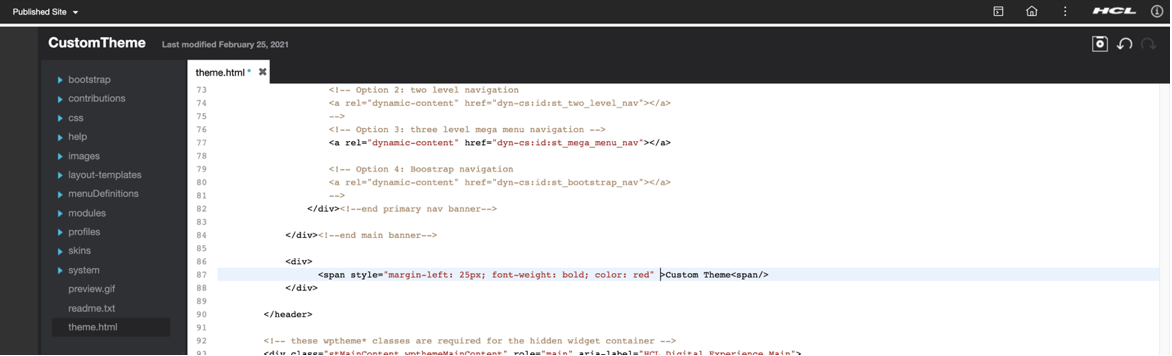 Published Site
HCL
CustomTheme Last modified February 25, 2021
bootstrap
contributions
css
help
images
layout-templates
menuDefinitions
modules
profiles
skins
system
preview.gif
readme.txt
theme.html
theme.html *
73 <!-- Option 2: two level navigation
74 <a rel="dynamic-content" href="dyn-cs:id:st_two_level_nav"></a>
75 -->
76 <!-- Option 3: three level mega menu navigation -->
77 <a rel="dynamic-content" href="dyn-cs:id:st_mega_menu_nav"></a>
78
79 <!-- Option 4: Boostrap navigation
80 <a rel="dynamic-content" href="dyn-cs:id:st_bootstrap_nav"></a>
81 -->
82 </div><!--end primary nav banner-->
83
84 </div><!--end main banner-->
85
86 <div>
87 <span style="margin-left: 25px; font-weight: bold; color: red" >Custom Theme<span/>
88 </div>
89
90 </header>
91
92 <!-- these wptheme* classes are required for the hidden widget container -->
93 <div class="stMainContent wpthemeMainContent" role="main" aria-label="HCL Digital Experience Main">